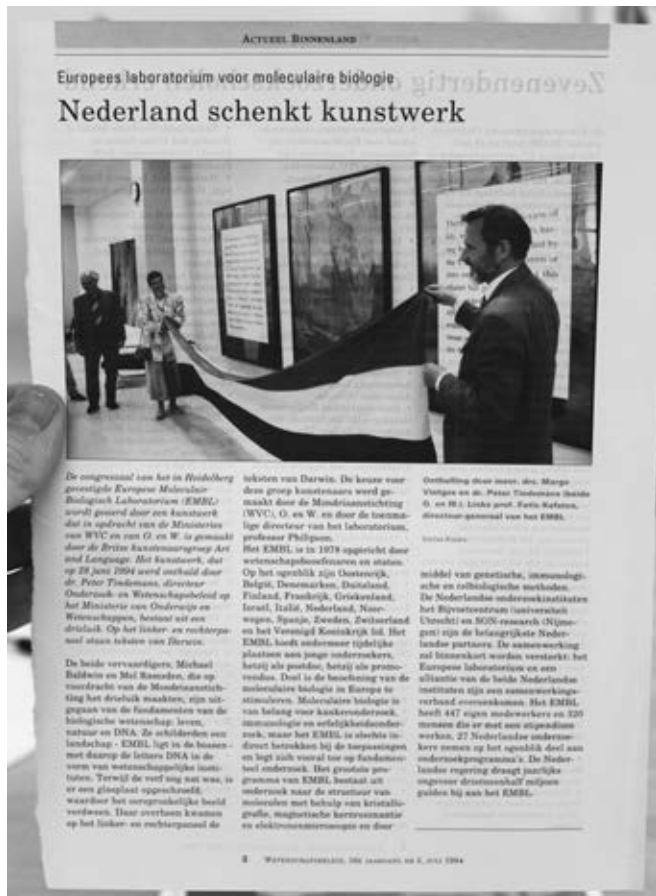 ACTUEEL BINNENLAND
Europees laboratorium voor moleculaire biologie
Nederland schenkt kunstwerk
De congreszaal van het in Heidelberg
gevestigde Europese Moleculair
Biologisch Laboratorium (EMBL)
wordt gesierd door een kunstwerk
dat in opdracht van de Ministeries
van WVC en van O. en W. is gemaakt
door de Britse kunstenaarsgroep Art
and Language. Het kunstwerk, dat
op 28 juni 1994 werd onthuld door
dr. Peter Tindemans, directeur
Onderzoek- en Wetenschapsbeleid op
het Ministerie van Onderwijs en
Wetenschappen, bestaat uit een
drieluik. Op het linker- en rechterpa-
neel staan teksten van Darwin.
De beide vervaardigers, Michael
Baldwin en Mel Ramsden, die op
voordracht van de Mondriaanstich-
ting het drieluik maakten, zijn uit-
gegaan van de fundamenten van de
biologische wetenschap: leven,
natuur en DNA. Ze schilderden een
landschap - EMBL ligt in de bossen -
met daarop de letters DNA in de
vorm van wetenschappelijke insti-
tuten. Terwijl de verf nog nat was, is
er een glasplaat opgeschroefd,
waardoor het oorspronkelijke beeld
verdween. Daar overheen kwamen
op het linker- en rechterpaneel de
teksten van Darwin. De keuze voor
deze groep kunstenaars werd ge-
maakt door de Mondriaanstichting
(WVC), O. en W. en door de toenma-
lige directeur van het laboratorium,
professor Philipson.
Het EMBL is in 1978 opgericht door
wetenschapsbeoefenaren en staten.
Op het ogenblik zijn Oostenrijk,
België, Denemarken, Duitsland,
Finland, Frankrijk, Griekenland,
Israel, Italië, Nederland, Noor-
wegen, Spanje, Zweden, Zwitserland
en het Verenigd Koninkrijk lid. Het
EMBL biedt ondermeer tijdelijke
plaatsen aan jonge onderzoekers,
hetzij als postdoc, hetzij als promo-
vendus. Doel is de beoefening van de
moleculaire biologie in Europa te
stimuleren. Moleculaire biologie is
van belang voor kankeronderzoek,
immunologie en erfelijkheidsonder-
zoek, maar het EMBL is slechts in-
direct betrokken bij de toepassingen
en legt zich vooral toe op fundamen-
teel onderzoek. Het grootste pro-
gramma van EMBL bestaat uit
onderzoek naar de structuur van
moleculen met behulp van kristallo-
grafie, magnetische kernresonantie
en elektronenmicroscopie en door
Onthulling door mevr. drs. Margo
Vliegen en dr. Peter Tindemans (beide
O. en W.). Links prof. Fotis Kafatos,
directeur-generaal van het EMBL
middel van genetische, immunologi-
sche en celbiologische methoden.
De Nederlandse onderzoekinstituten
het Bijvoetcentrum (universiteit
Utrecht) en SON-research (Nijme-
gen) zijn de belangrijkste Neder-
landse partners. De samenwerking
zal binnenkort worden versterkt: het
Europese laboratorium en een
alliantie van de beide Nederlandse
instituten zijn een samenwerkings-
verband overeenkomen. Het EMBL
heeft 447 eigen medewerkers en 320
mensen die er met een stipendium
werken. 27 Nederlandse onderzoe-
kers nemen op het ogenblik deel aan
onderzoekprogramma's. De Neder-
landse regering draagt jaarlijks
ongeveer drieëneenhalf miljoen
gulden bij aan het EMBL.
8 WETENSCHAPSBELEID, 16E JAARGANG NR 5, JULI 1994